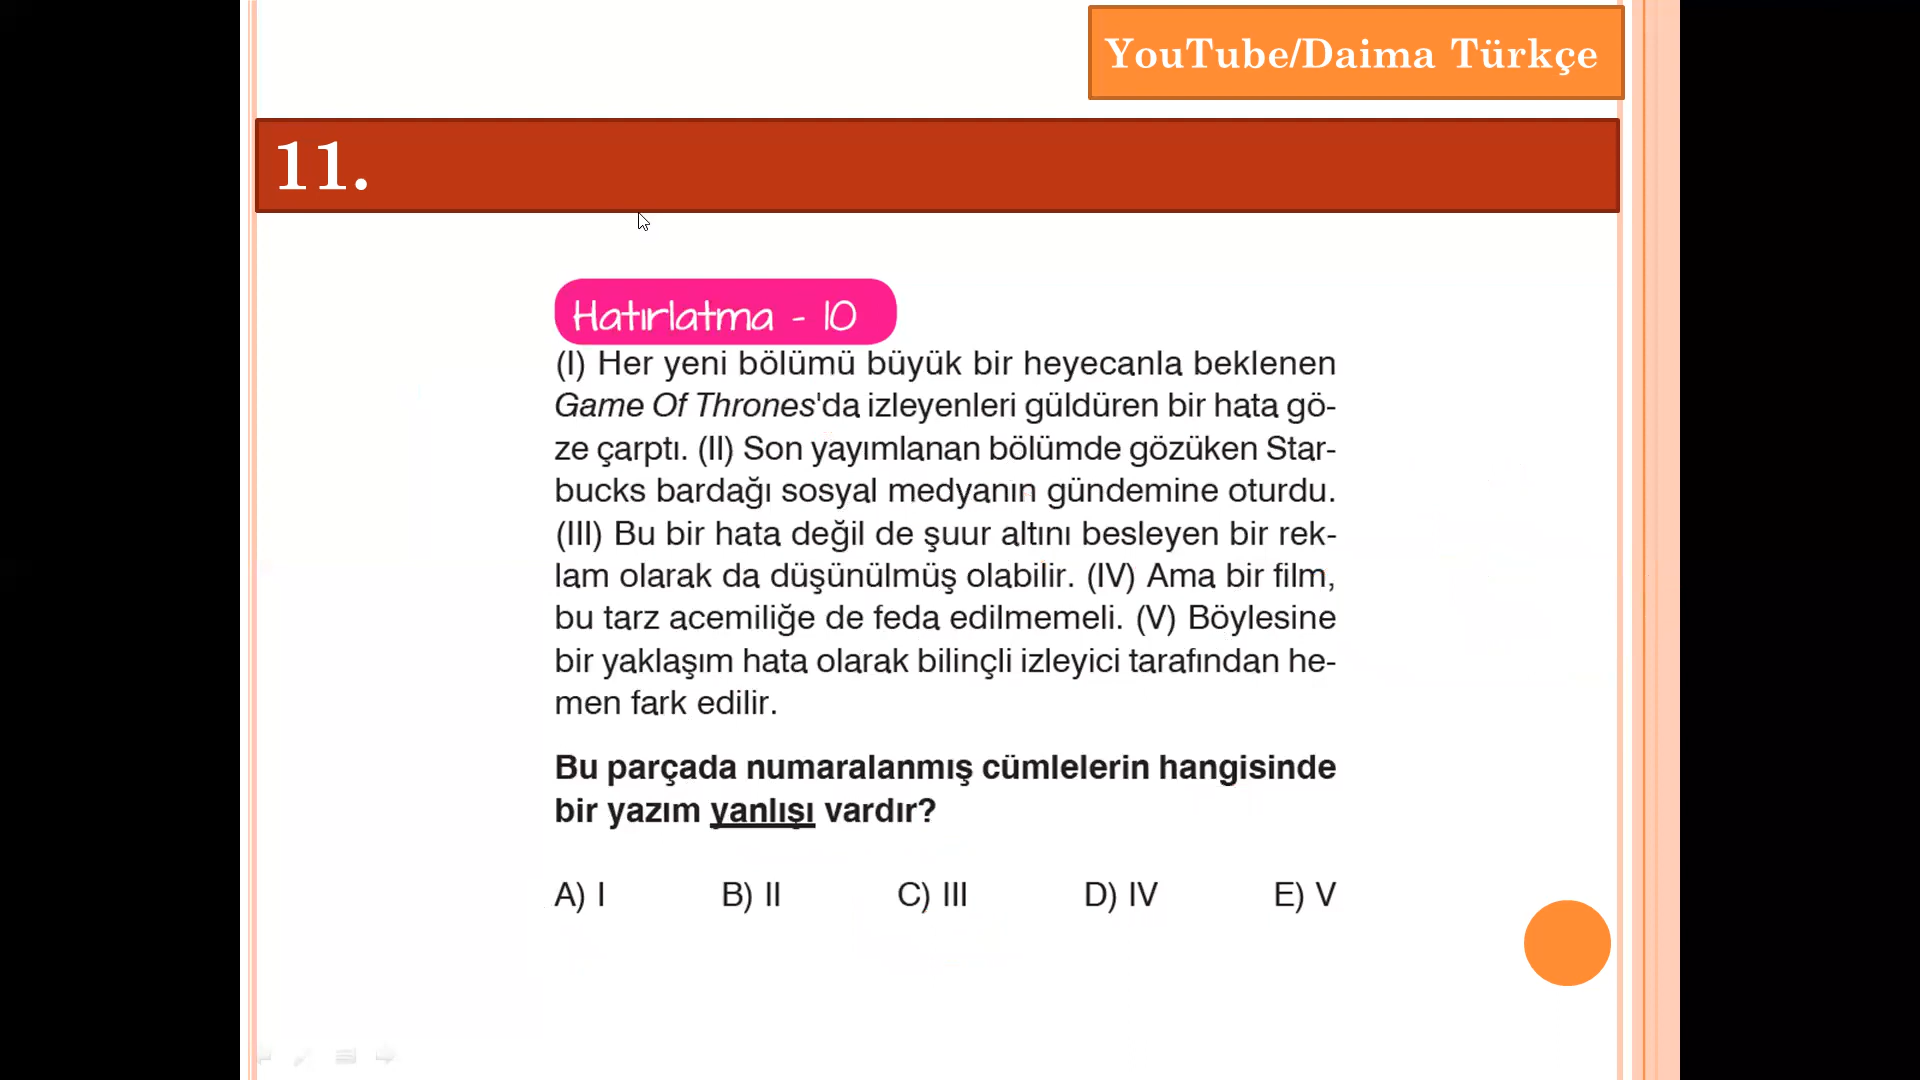 YouTube/Daima Türkçe
11.
Hatırlatma - 10
(I) Her yeni bölümü büyük bir heyecanla beklenen
Game Of Thrones'da izleyenleri güldüren bir hata gö-
ze çarptı. (II) Son yayımlanan bölümde gözüken Star-
bucks bardağı sosyal medyanın gündemine oturdu.
(III) Bu bir hata değil de şuur altını besleyen bir rek-
lam olarak da düşünülmüş olabilir. (IV) Ama bir film,
bu tarz acemiliğe de feda edilmemeli. (V) Böylesine
bir yaklaşım hata olarak bilinçli izleyici tarafından he-
men fark edilir.
Bu parçada numaralanmış cümlelerin hangisinde
bir yazım yanlışı vardır?
A) I B) II C) III D) IV E) V